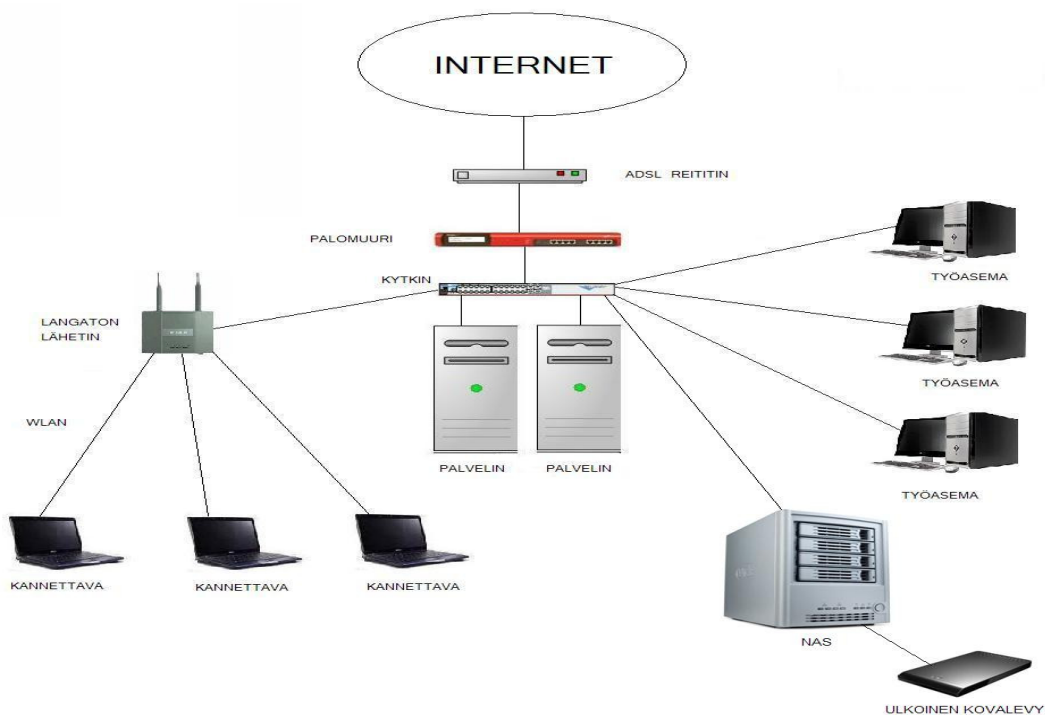 INTERNET
ADSL REITITIN
PALOMUURI
KYTKIN
TYÖASEMA
LANGATON
LÄHETIN
TYÖASEMA
WLAN
PALVELIN
PALVELIN
TYÖASEMA
KANNETTAVA
KANNETTAVA
KANNETTAVA
NAS
ULKOINEN KOVALEVY